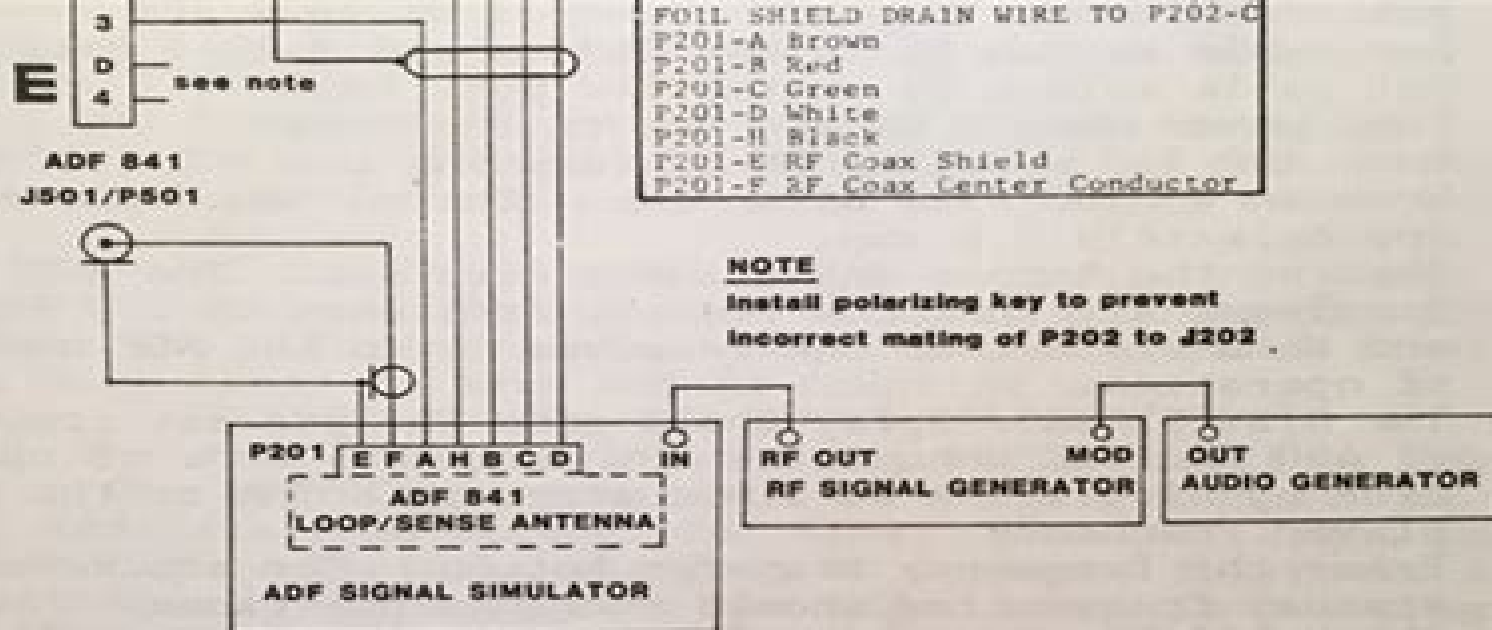 FOIL SHIELD DRAIN WIRE TO P202-C
P201-A Brown
P201-B Red
P201-C Green
P201-D White
P201-H Black
P201-E RF Coax Shield
P201-F RF Coax Center Conductor
3
D
4
E
see note
ADF 841
J501/P501
NOTE
Install polarizing key to prevent
incorrect mating of P202 to J202
P201
E F A H B C D
IN
ADF 841
LOOP/SENSE ANTENNA
ADF SIGNAL SIMULATOR
RF OUT
MOD
RF SIGNAL GENERATOR
OUT
AUDIO GENERATOR